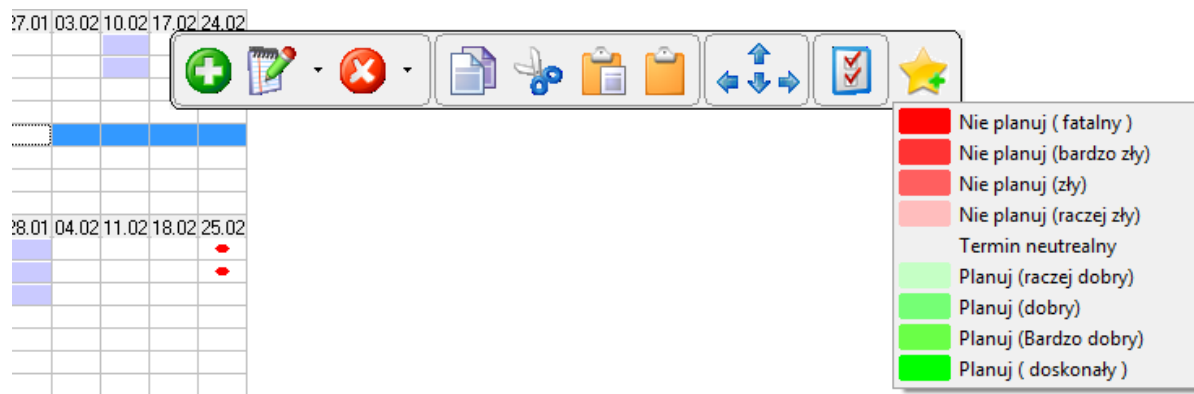 27.01 03.02 10.02 17.02 24.02
Nie planuj ( fatalny )
Nie planuj (bardzo zły)
Nie planuj (zły)
Nie planuj (raczej zły)
Termin neutrealny
Planuj (raczej dobry)
Planuj (dobry)
Planuj (Bardzo dobry)
Planuj ( doskonały )
28.01 04.02 11.02 18.02 25.02